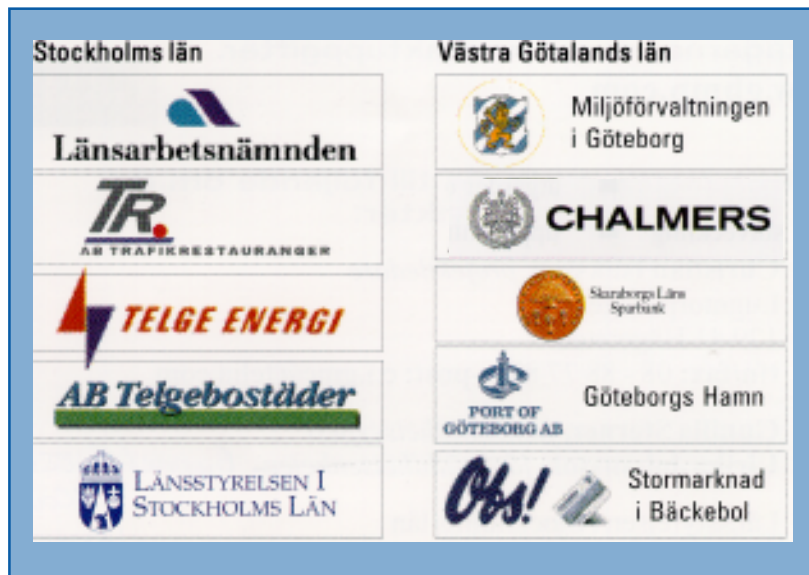 Stockholms län
Länsarbetsnämnden
TR.
AB TRAFIKRESTAURANGER
TELGE ENERGI
AB Telgebostäder
LÄNSSTYRELSEN I
STOCKHOLMS LÄN
Västra Götalands län
Miljöförvaltningen
i Göteborg
CHALMERS
Skaraborgs Läns
Sparbank
PORT OF
GÖTEBORG AB
Göteborgs Hamn
Obs!
Stormarknad
i Bäckebol